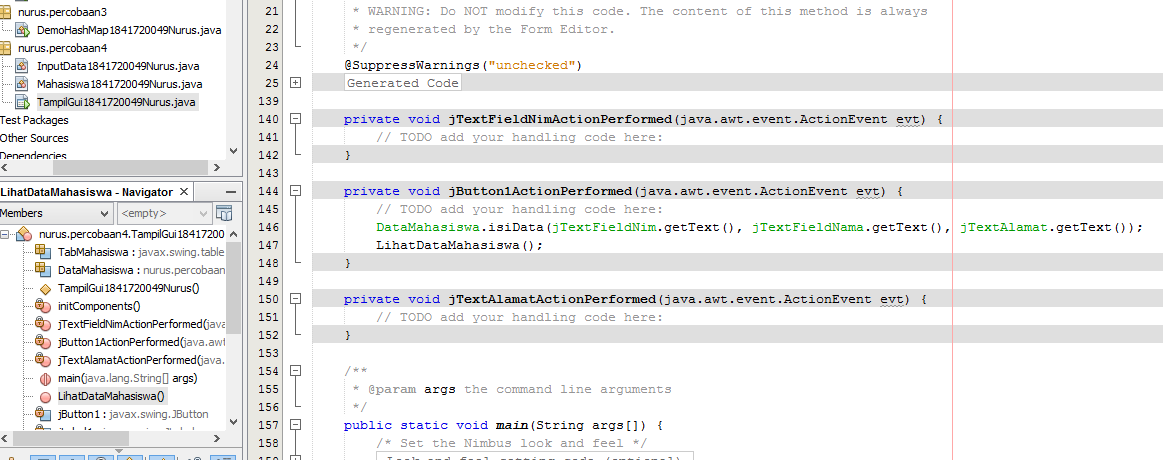 nurus.percobaan3
DemoHashMap1841720049Nurus.java
nurus.percobaan4
InputData1841720049Nurus.java
Mahasiswa1841720049Nurus.java
TampilGui1841720049Nurus.java
Test Packages
Other Sources
Dependencies
LihatDataMahasiswa - Navigator
Members
<empty>
nurus.percobaan4.TampilGui18417200
TabMahasiswa : javax.swing.table
DataMahasiswa : nurus.percobaan
TampilGui1841720049Nurus()
initComponents()
jTextFieldNimActionPerformed(java
jButton1ActionPerformed(java.awt
jTextAlamatActionPerformed(java.
main(java.lang.String[] args)
LihatDataMahasiswa()
jButton1 : javax.swing.JButton
21 * WARNING: Do NOT modify this code. The content of this method is always
22 * regenerated by the Form Editor.
23 */
24 @SuppressWarnings("unchecked")
25 Generated Code
139
140 private void jTextFieldNimActionPerformed(java.awt.event.ActionEvent evt) {
141 // TODO add your handling code here:
142 }
143
144 private void jButton1ActionPerformed(java.awt.event.ActionEvent evt) {
145 // TODO add your handling code here:
146 DataMahasiswa.isiData(jTextFieldNim.getText(), jTextFieldNama.getText(), jTextAlamat.getText());
147 LihatDataMahasiswa();
148 }
149
150 private void jTextAlamatActionPerformed(java.awt.event.ActionEvent evt) {
151 // TODO add your handling code here:
152 }
153
154 /**
155 * @param args the command line arguments
156 */
157 public static void main(String args[]) {
158 /* Set the Nimbus look and feel */
Look and feel setting code (optional)